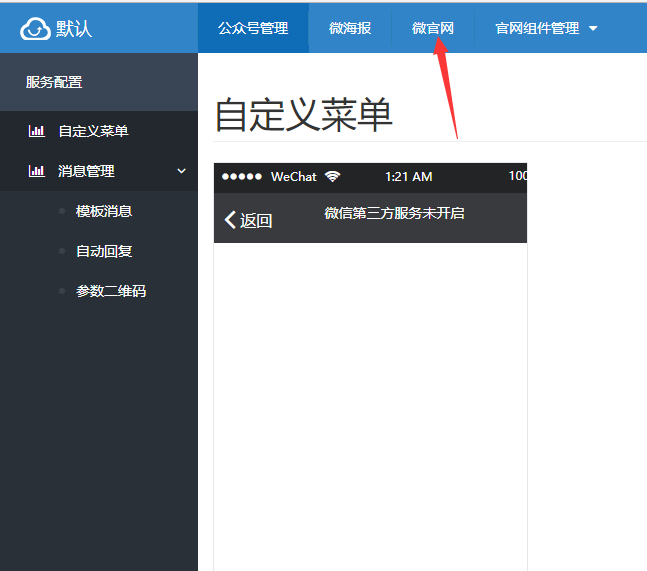 默认
公众号管理 微海报 微官网 官网组件管理
服务配置
自定义菜单
消息管理
模板消息
自动回复
参数二维码
自定义菜单
WeChat 1:21 AM 100
返回 微信第三方服务未开启